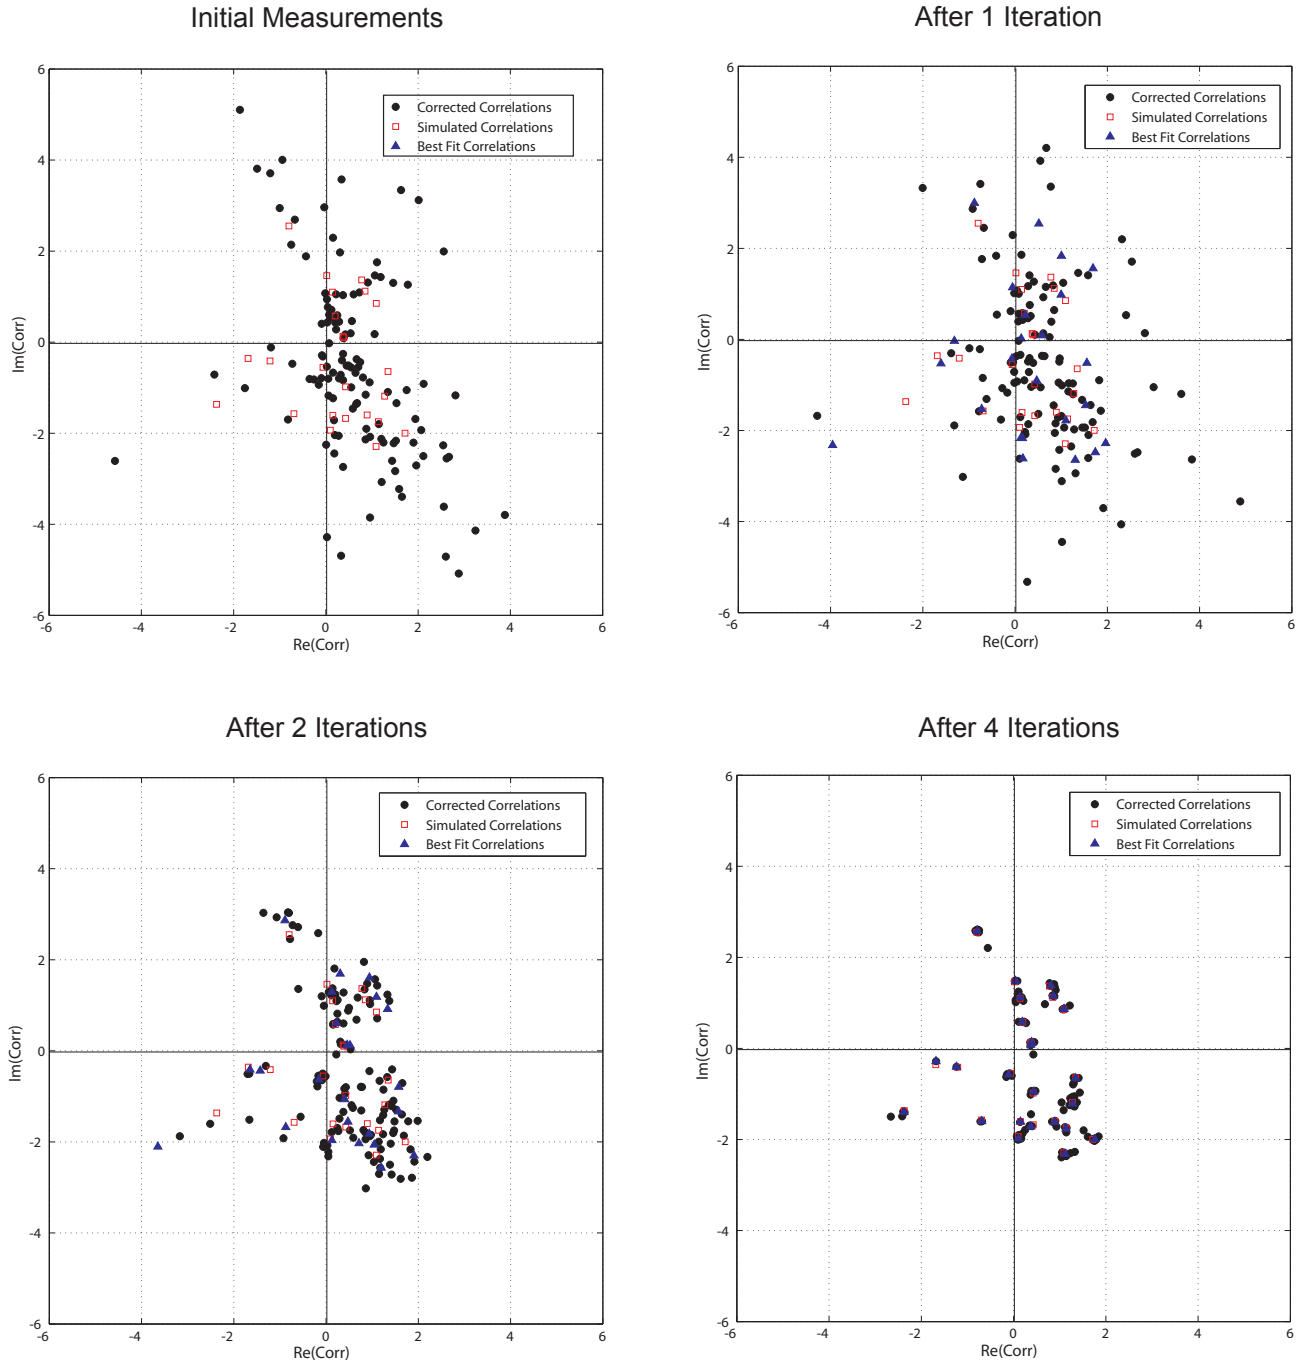 Initial Measurements
After 1 Iteration
6
4
2
0
-2
-4
-6
-6
-4
-2
0
2
4
6
Im(Corr)
Re(Corr)
Corrected Correlations
Simulated Correlations
Best Fit Correlations
6
4
2
0
-2
-4
-6
-6
-4
-2
0
2
4
6
Im(Corr)
Re(Corr)
Corrected Correlations
Simulated Correlations
Best Fit Correlations
After 2 Iterations
After 4 Iterations
6
4
2
0
-2
-4
-6
-6
-4
-2
0
2
4
6
Im(Corr)
Re(Corr)
Corrected Correlations
Simulated Correlations
Best Fit Correlations
6
4
2
0
-2
-4
-6
-6
-4
-2
0
2
4
6
Im(Corr)
Re(Corr)
Corrected Correlations
Simulated Correlations
Best Fit Correlations